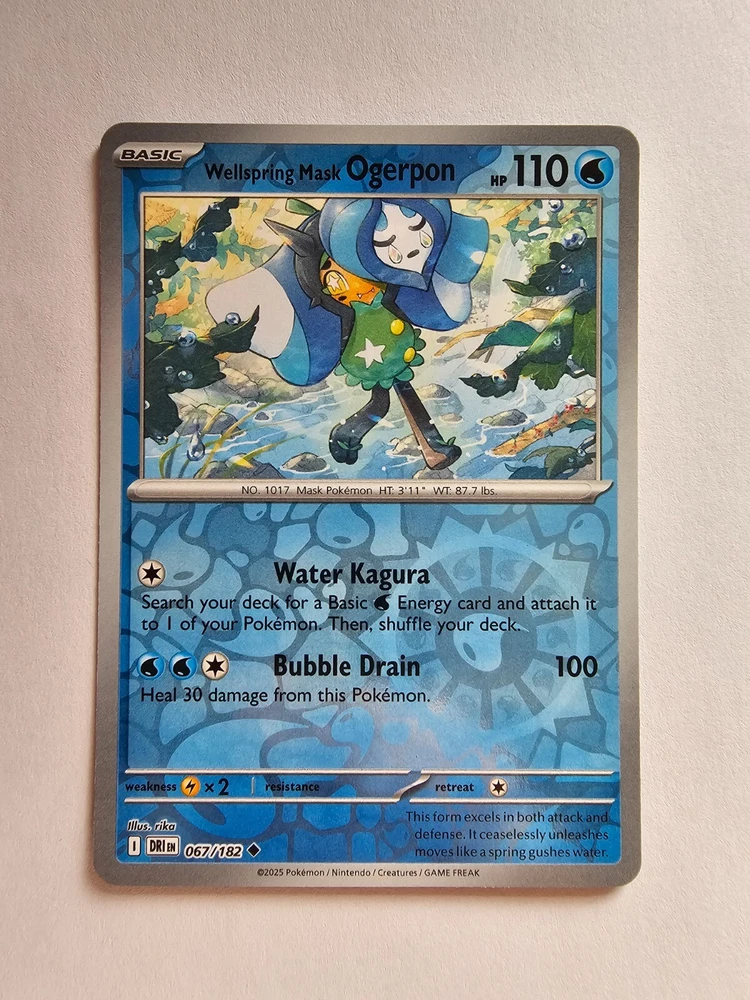 BASIC
Wellspring Mask Ogerpon HP 110
NO. 1017 Mask Pokémon HT: 3'11" WT: 87.7 lbs.
Water Kagura
Search your deck for a Basic Energy card and attach it
to 1 of your Pokémon. Then, shuffle your deck.
Bubble Drain 100
Heal 30 damage from this Pokémon.
weakness ×2 resistance retreat
Illus. rika
This form excels in both attack and
defense. It ceaselessly unleashes
moves like a spring gushes water.
I DRI EN 067/182
©2025 Pokémon / Nintendo / Creatures / GAME FREAK